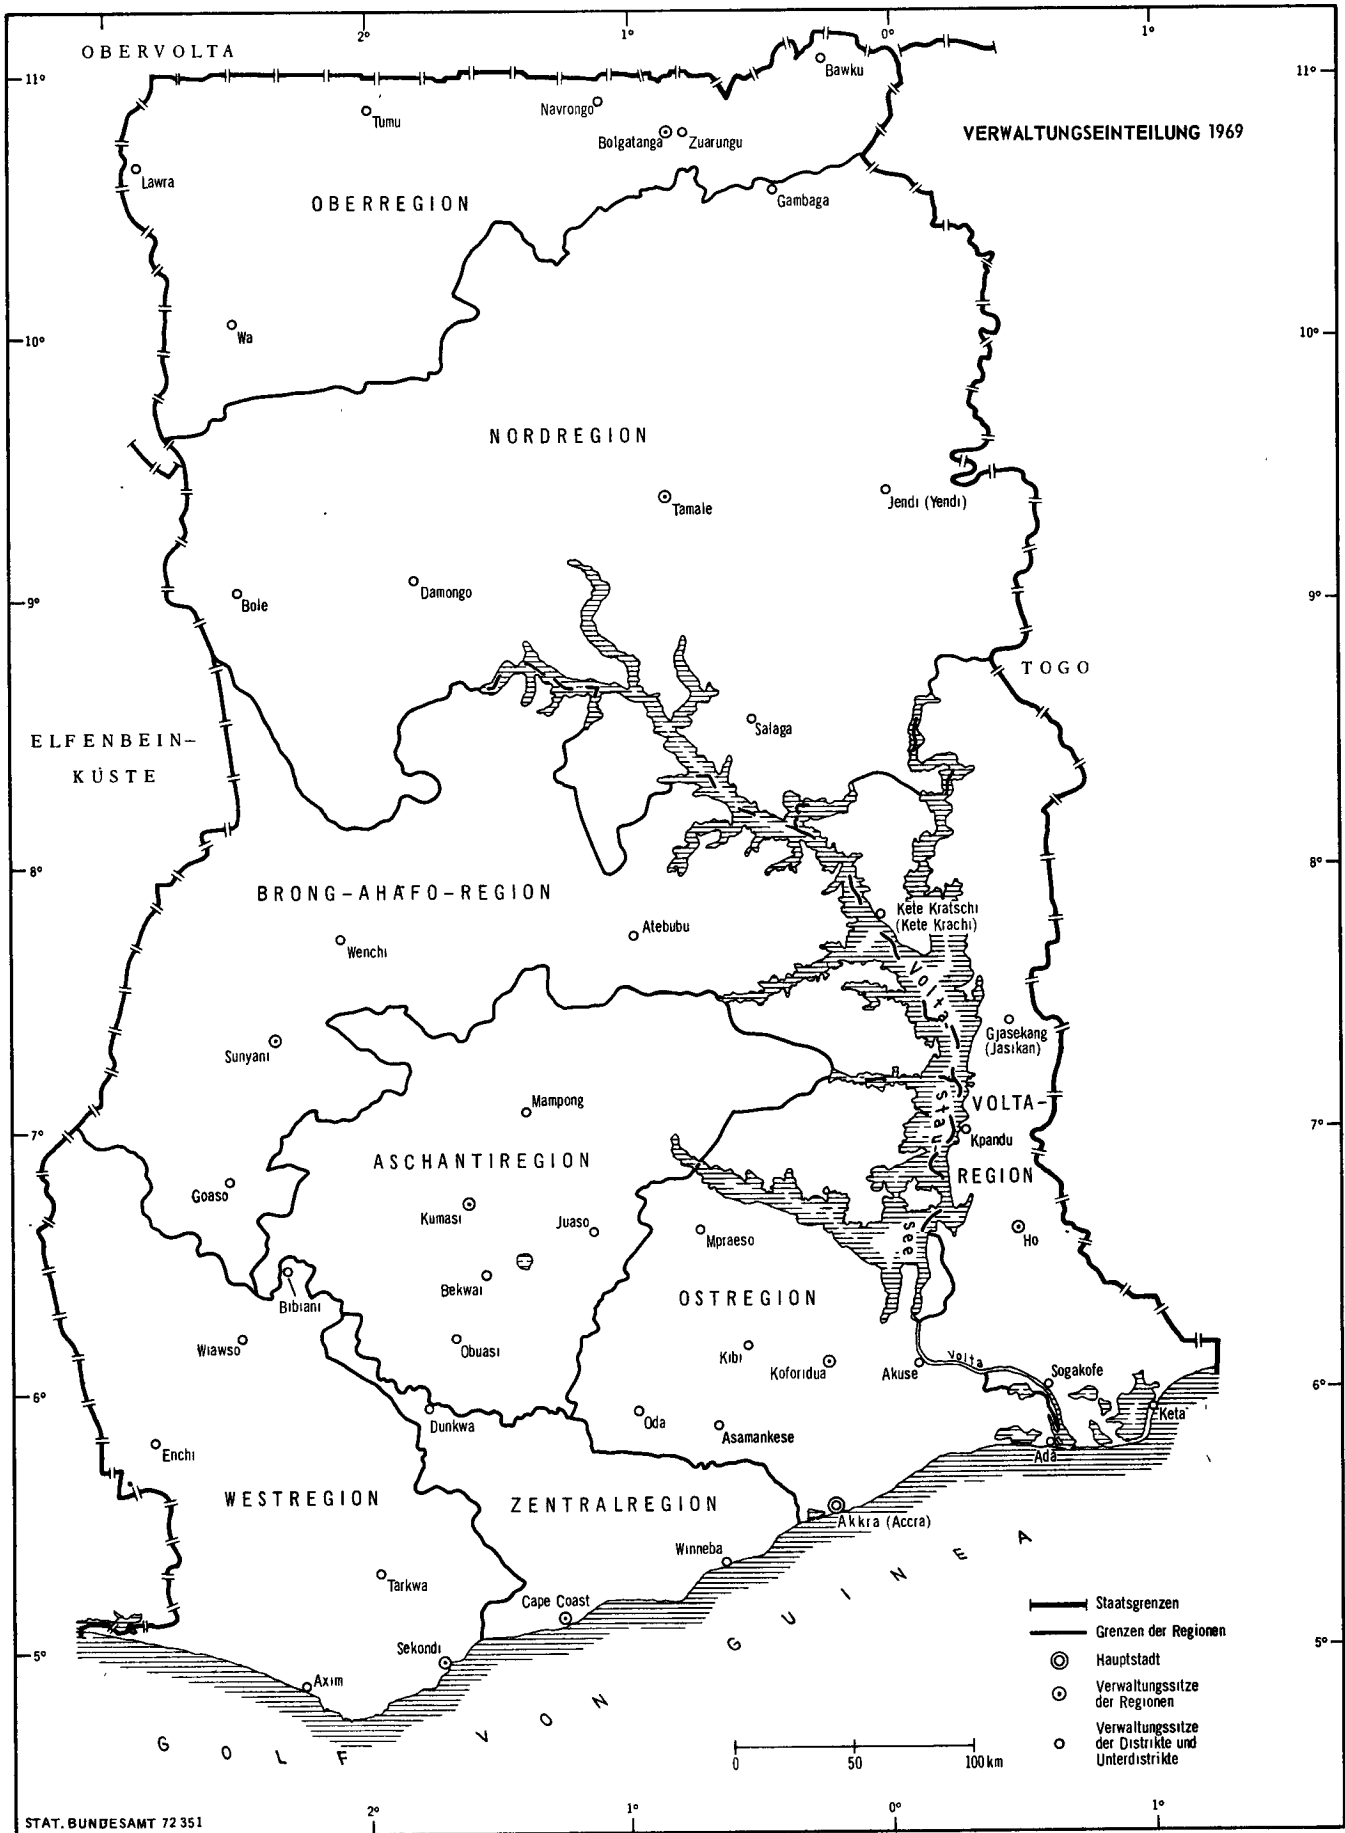 2°
1°
0°
1°
OBERVOLTA
11°
11°
Bawku
Navrongo
Tumu
VERWALTUNGSEINTEILUNG 1969
Bolgatanga
Zuarungu
Lawra
OBERREGION
Gambaga
Wa
10°
10°
NORDREGION
Tamale
Jendi (Yendi)
Bole
Damongo
9°
9°
TOGO
Salaga
ELFENBEIN-
KÜSTE
8°
8°
BRONG-AHAFO-REGION
Kete Kratschi
(Kete Krachi)
Atebubu
Wenchi
Volta-
Gjasekang
(Jasikan)
Sunyani
Mampong
stau-
VOLTA-
Kpandu
7°
7°
ASCHANTIREGION
REGION
Goaso
Kumasi
Juaso
Mpraeso
see
Ho
Bekwai
Bibiani
OSTREGION
Wiawso
Obuasi
Kibi
Koforidua
Akuse
Volta
Sogakofe
6°
6°
Dunkwa
Oda
Asamankese
Keta
Enchi
Ada
WESTREGION
ZENTRALREGION
Akkra (Accra)
Winneba
Tarkwa
Cape Coast
Sekondi
5°
5°
Axim
GOLF VON GUINEA
Staatsgrenzen
Grenzen der Regionen
Hauptstadt
Verwaltungssitze
der Regionen
Verwaltungssitze
der Distrikte und
Unterdistrikte
0 50 100 km
2°
1°
0°
1°
STAT. BUNDESAMT 72 351